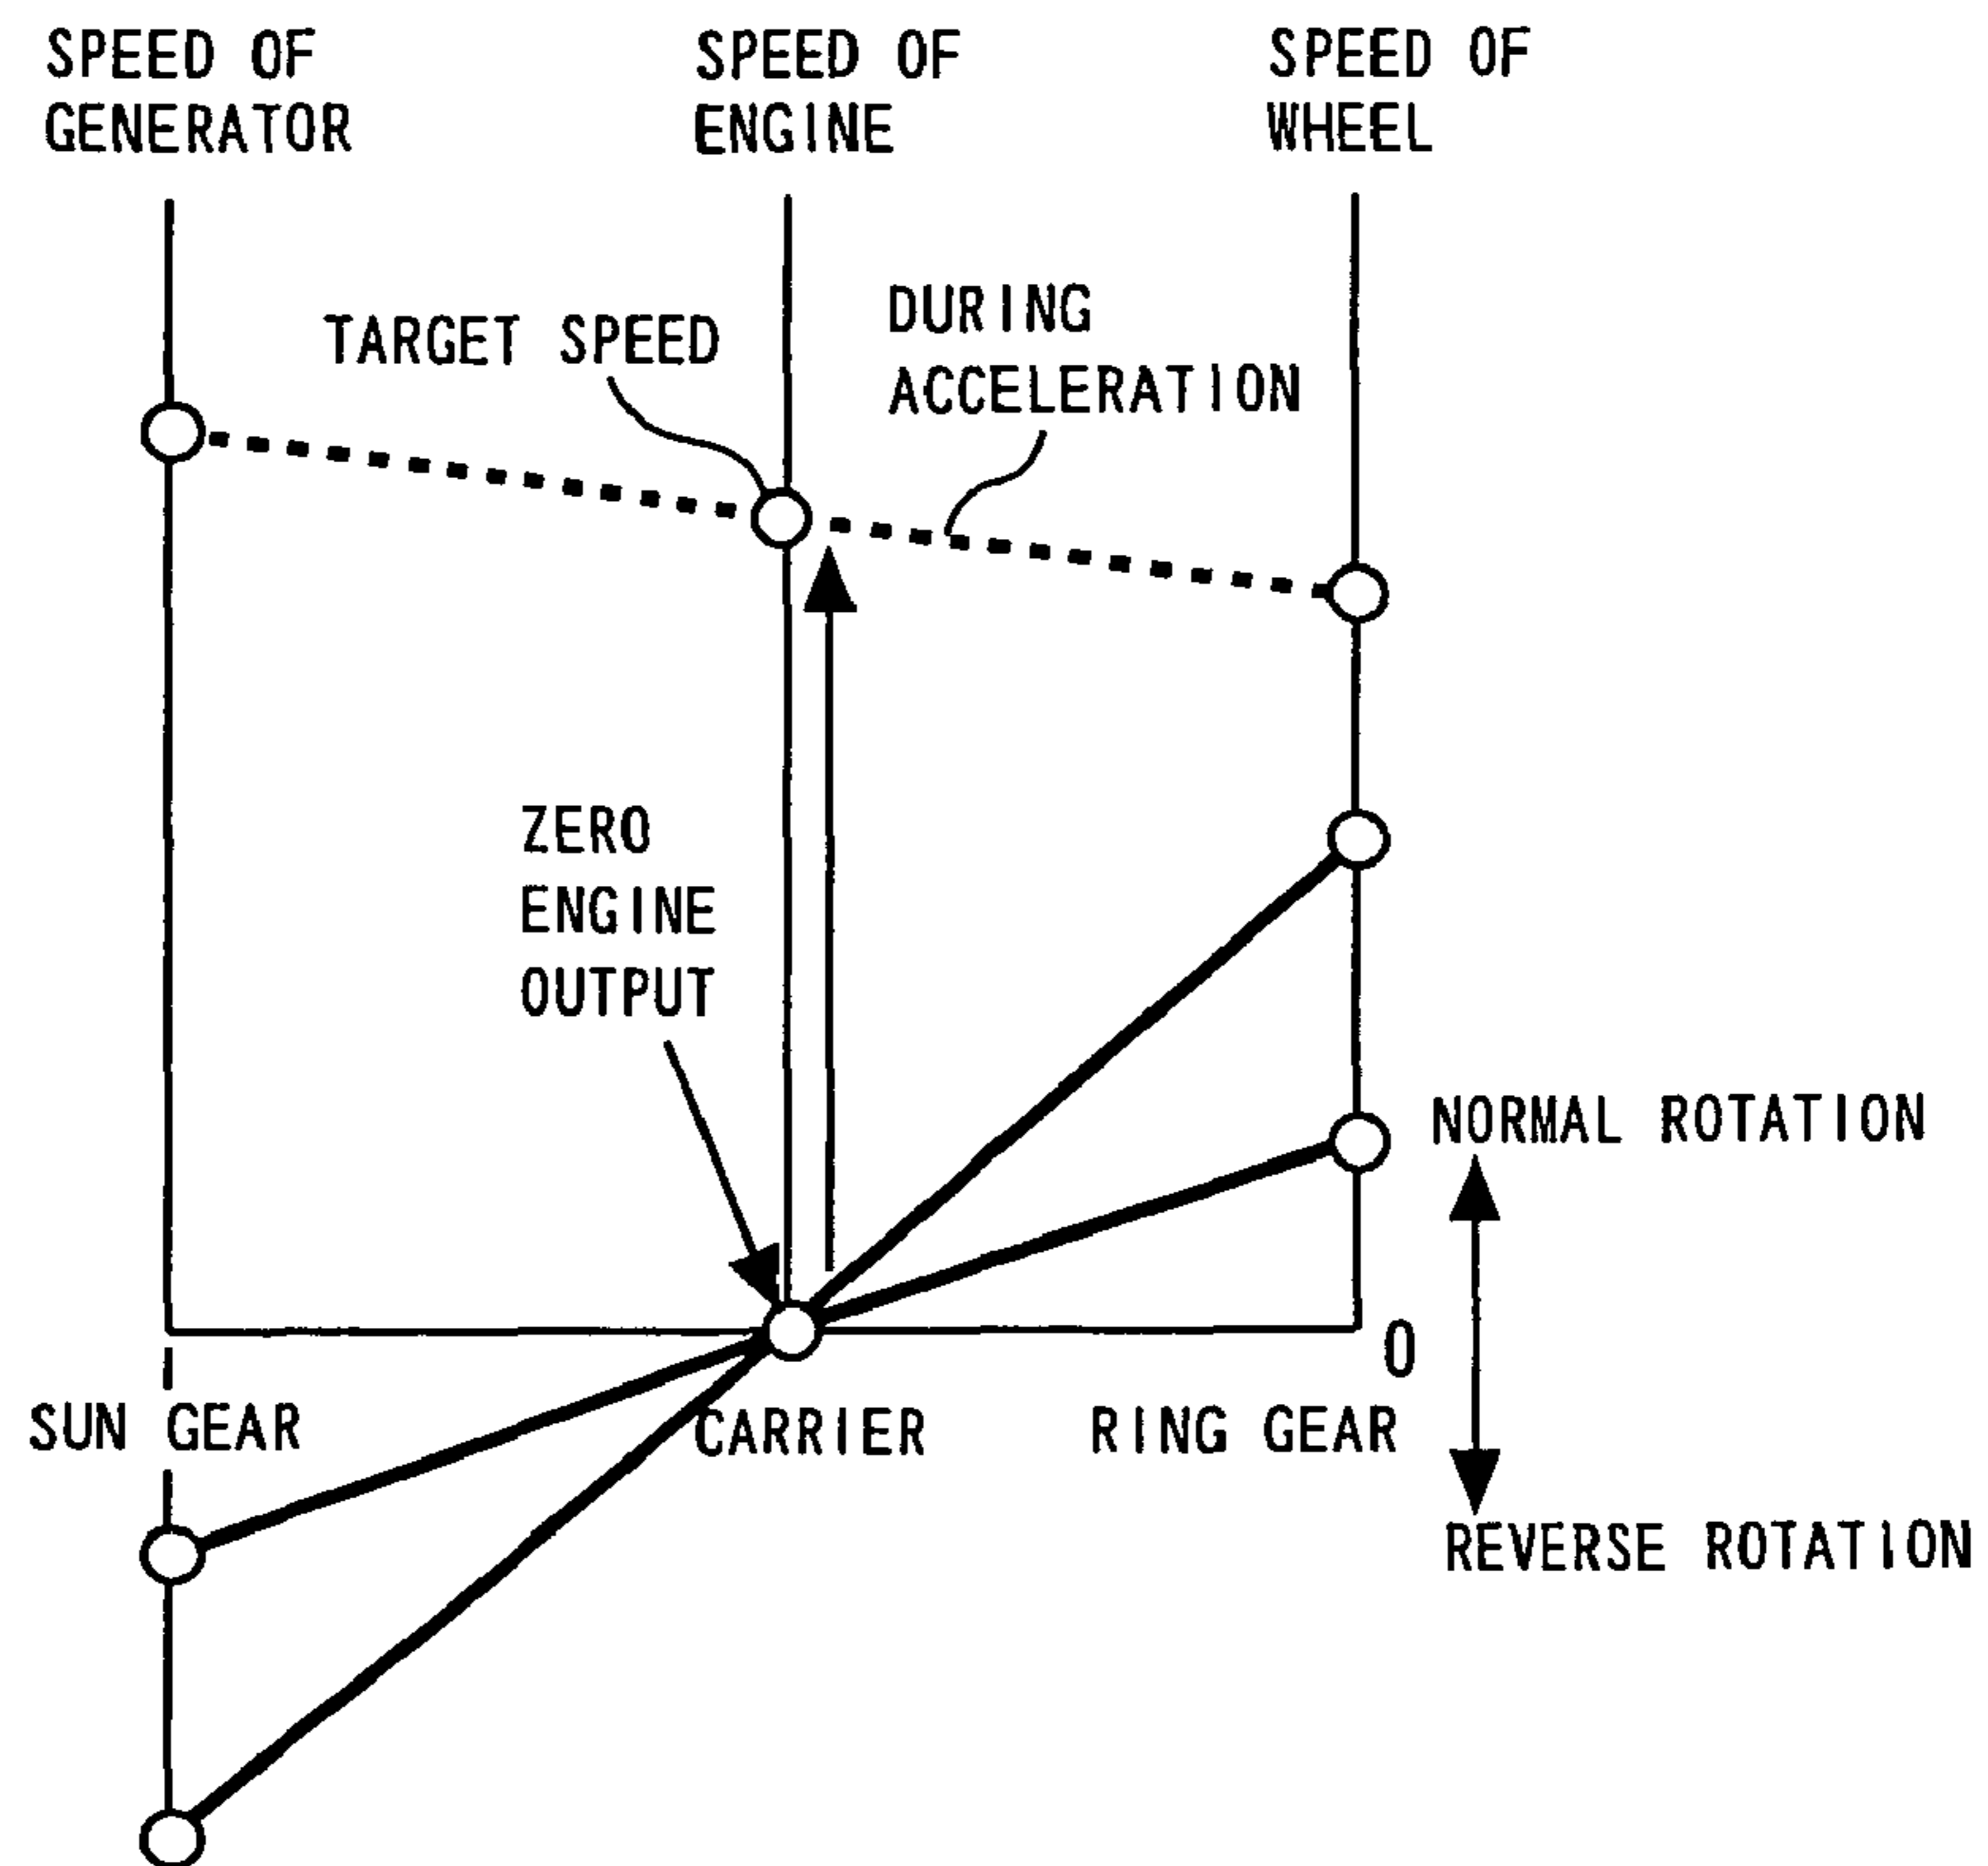 SPEED OF
GENERATOR
SPEED OF
ENGINE
SPEED OF
WHEEL
TARGET SPEED
DURING
ACCELERATION
ZERO
ENGINE
OUTPUT
NORMAL ROTATION
0
SUN GEAR
CARRIER
RING GEAR
REVERSE ROTATION